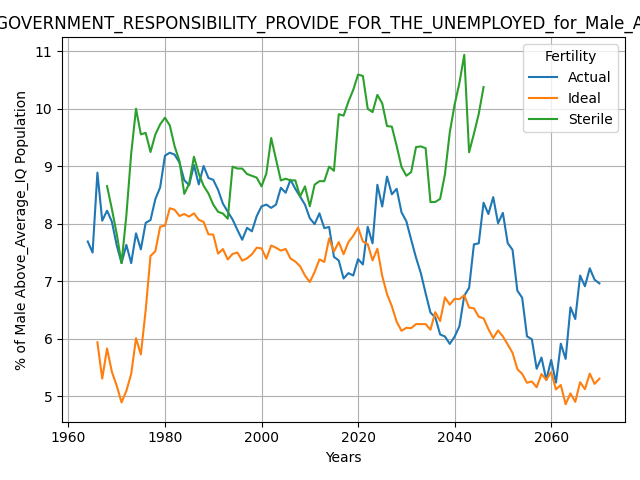 GOVERNMENT_RESPONSIBILITY_PROVIDE_FOR_THE_UNEMPLOYED_for_Male_A
% of Male Above_Average_IQ Population
11
10
9
8
7
6
5
Fertility
Actual
Ideal
Sterile
1960
1980
2000
2020
2040
2060
Years